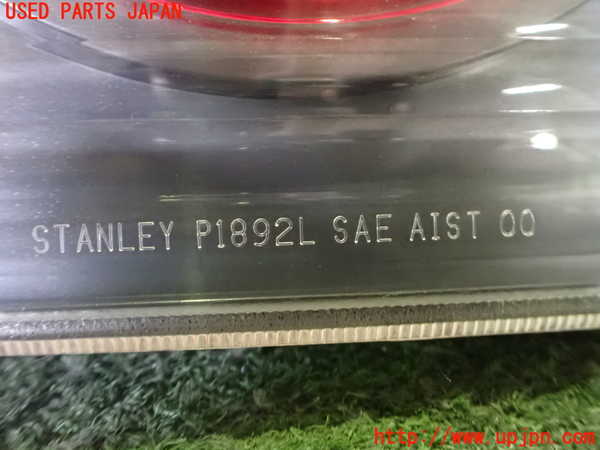 USED PARTS JAPAN
STANLEY P1892L SAE AIST 00
http://www.upjpn.com/